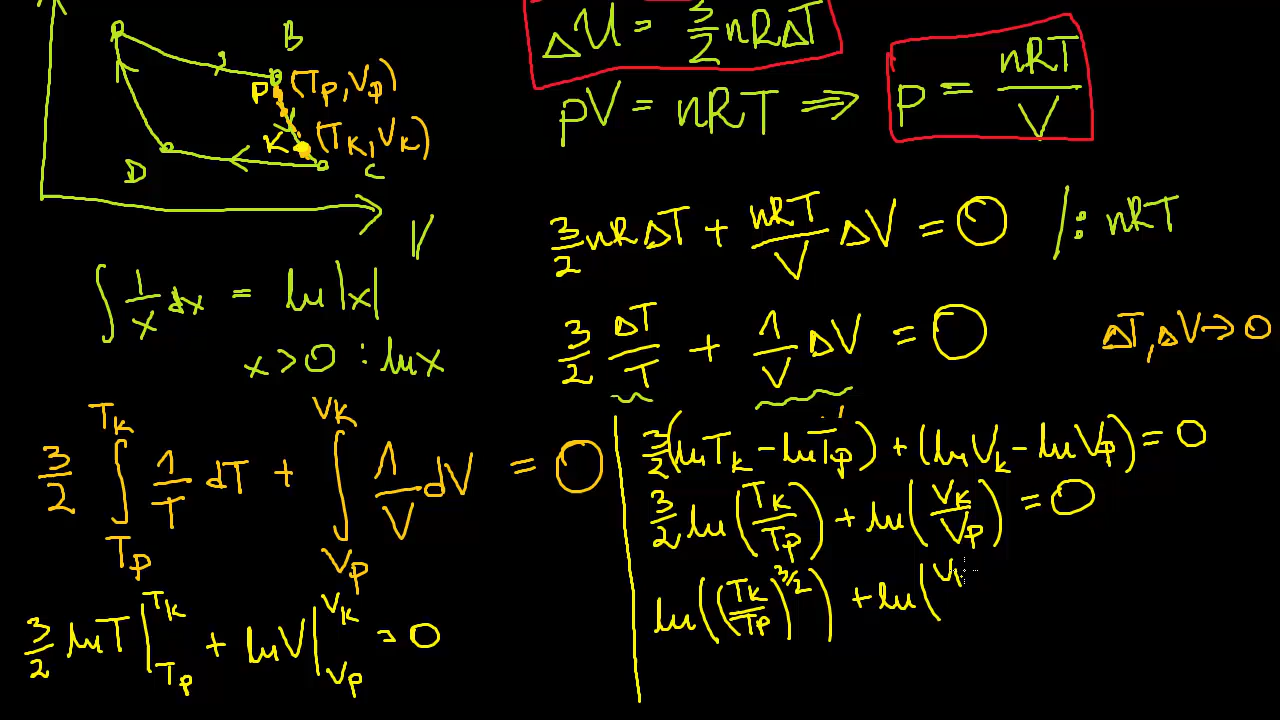 B
P (Tp, Vp)
K (TK, VK)
D
C
V
ΔU = 3/2 nRΔT
pV = nRT ⟹ p = nRT/V
3/2 nRΔT + nRT/V ΔV = 0 /: nRT
∫ 1/x dx = ln|x|
x > 0 : ln x
3/2 ΔT/T + 1/V ΔV = 0 ΔT, ΔV → 0
3/2 ∫_{Tp}^{Tk} 1/T dT + ∫_{Vp}^{Vk} 1/V dV = 0
3/2 ln T |_{Tp}^{Tk} + ln V |_{Vp}^{Vk} = 0
3/2 (ln Tk − ln Tp) + (ln Vk − ln Vp) = 0
3/2 ln (Tk/Tp) + ln (Vk/Vp) = 0
ln ((Tk/Tp)^{3/2}) + ln (Vk